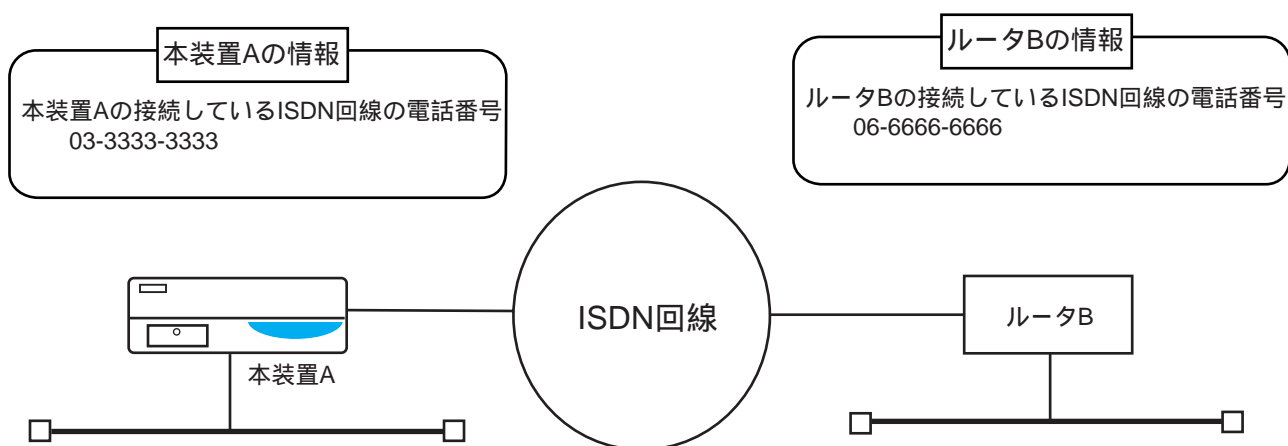 本装置Aの情報
本装置Aの接続しているISDN回線の電話番号
03-3333-3333
ルータBの情報
ルータBの接続しているISDN回線の電話番号
06-6666-6666
ISDN回線
ルータB
本装置A